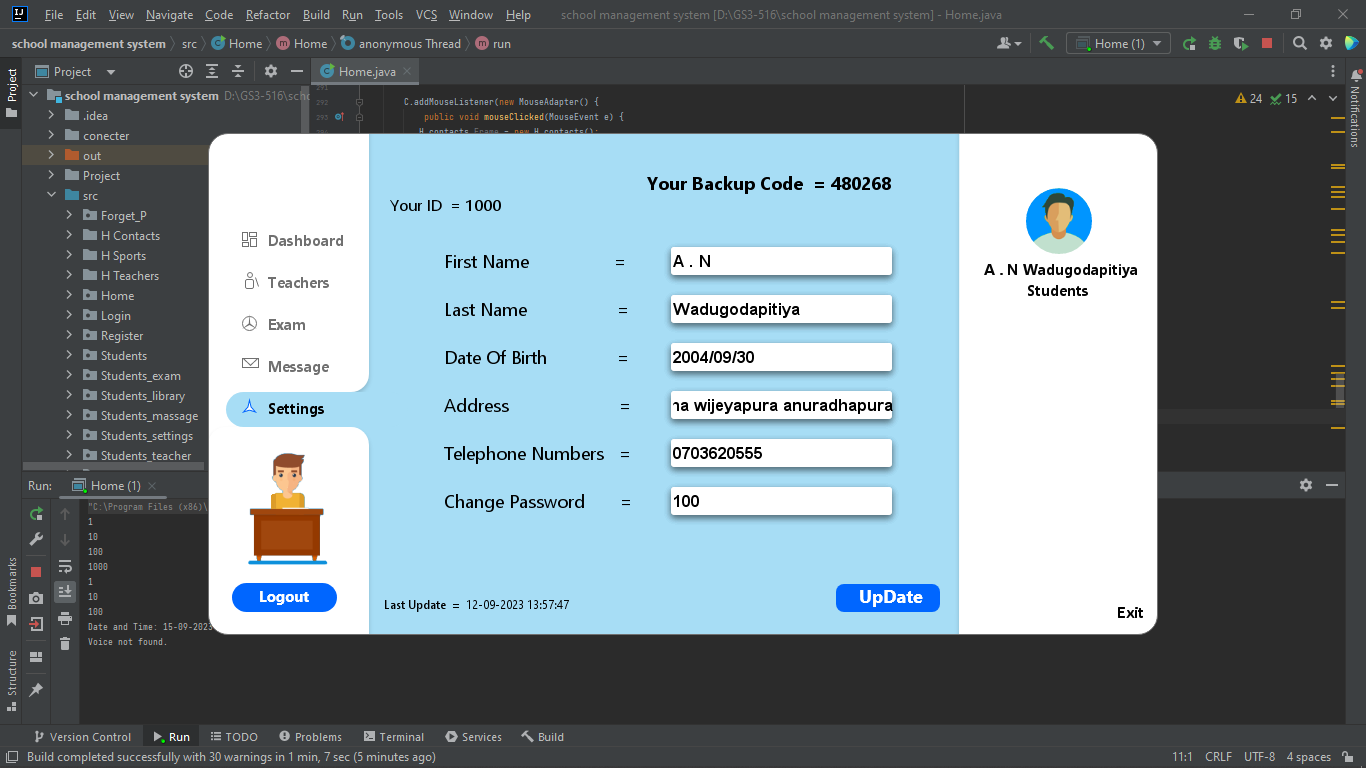 File Edit View Navigate Code Refactor Build Run Tools VCS Window Help school management system [D:\GS3-516\school management system] - Home.java
school management system src Home Home anonymous Thread run Home (1)
Project Home.java
Project
Notifications
school management system D:\GS3-516\scho
.idea
conecter
out
Project
src
Forget_P
H Contacts
H Sports
H Teachers
Home
Login
Register
Students
Students_exam
Students_library
Students_massage
Students_settings
Students_teacher
292 C.addMouseListener(new MouseAdapter() {
293 public void mouseClicked(MouseEvent e) {
24 15
Dashboard
Teachers
Exam
Message
Settings
Logout
Your Backup Code = 480268
Your ID = 1000
First Name = A . N
Last Name = Wadugodapitiya
Date Of Birth = 2004/09/30
Address = na wijeyapura anuradhapura
Telephone Numbers = 0703620555
Change Password = 100
Last Update = 12-09-2023 13:57:47
UpDate
A . N Wadugodapitiya
Students
Exit
Run: Home (1)
"C:\Program Files (x86)\
1
10
100
1000
1
10
100
Date and Time: 15-09-2023
Voice not found.
Bookmarks
Structure
Version Control Run TODO Problems Terminal Services Build
Build completed successfully with 30 warnings in 1 min, 7 sec (5 minutes ago) 11:1 CRLF UTF-8 4 spaces